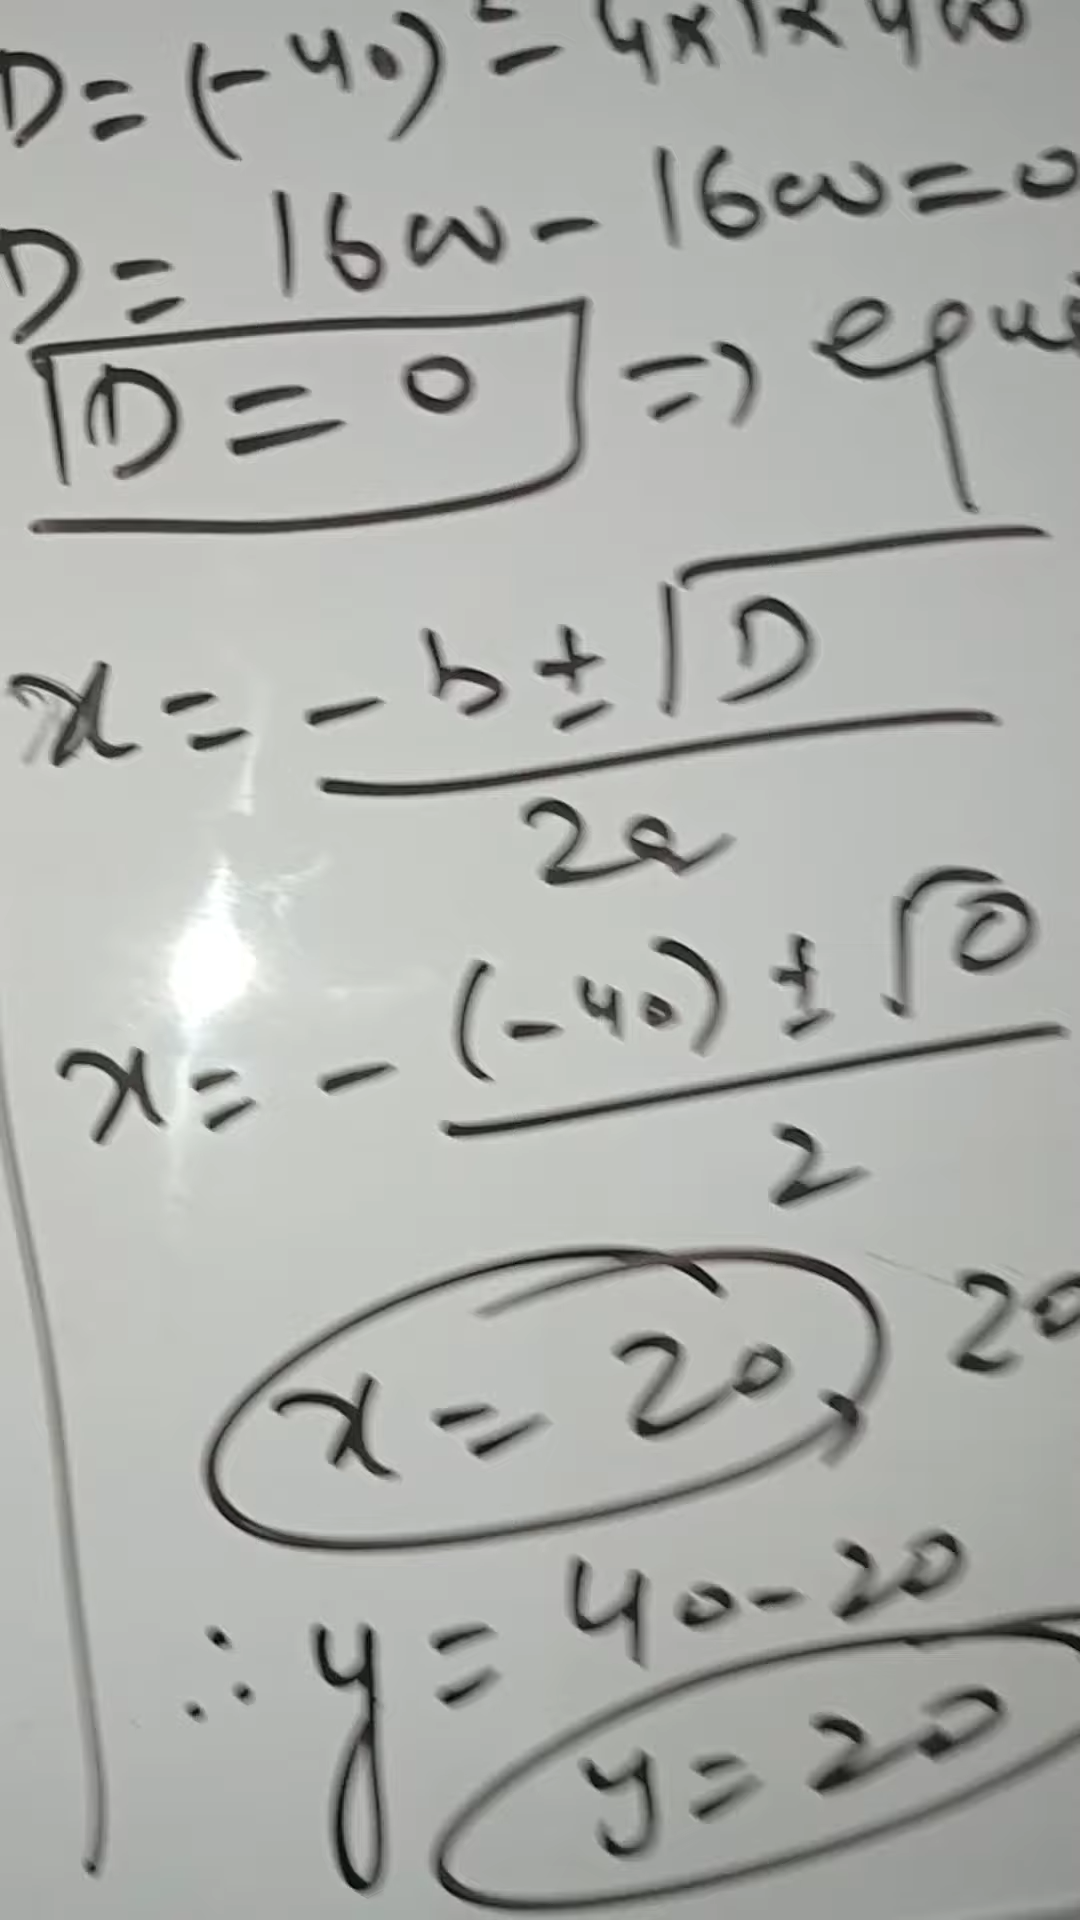 D = (-40)² - 4×1×400
D = 1600 - 1600 = 0
D = 0 ⇒ equ
x = -b ± √D / 2a
x = -(-40) ± √0 / 2
x = 20 20
∴ y = 40-20
y = 20